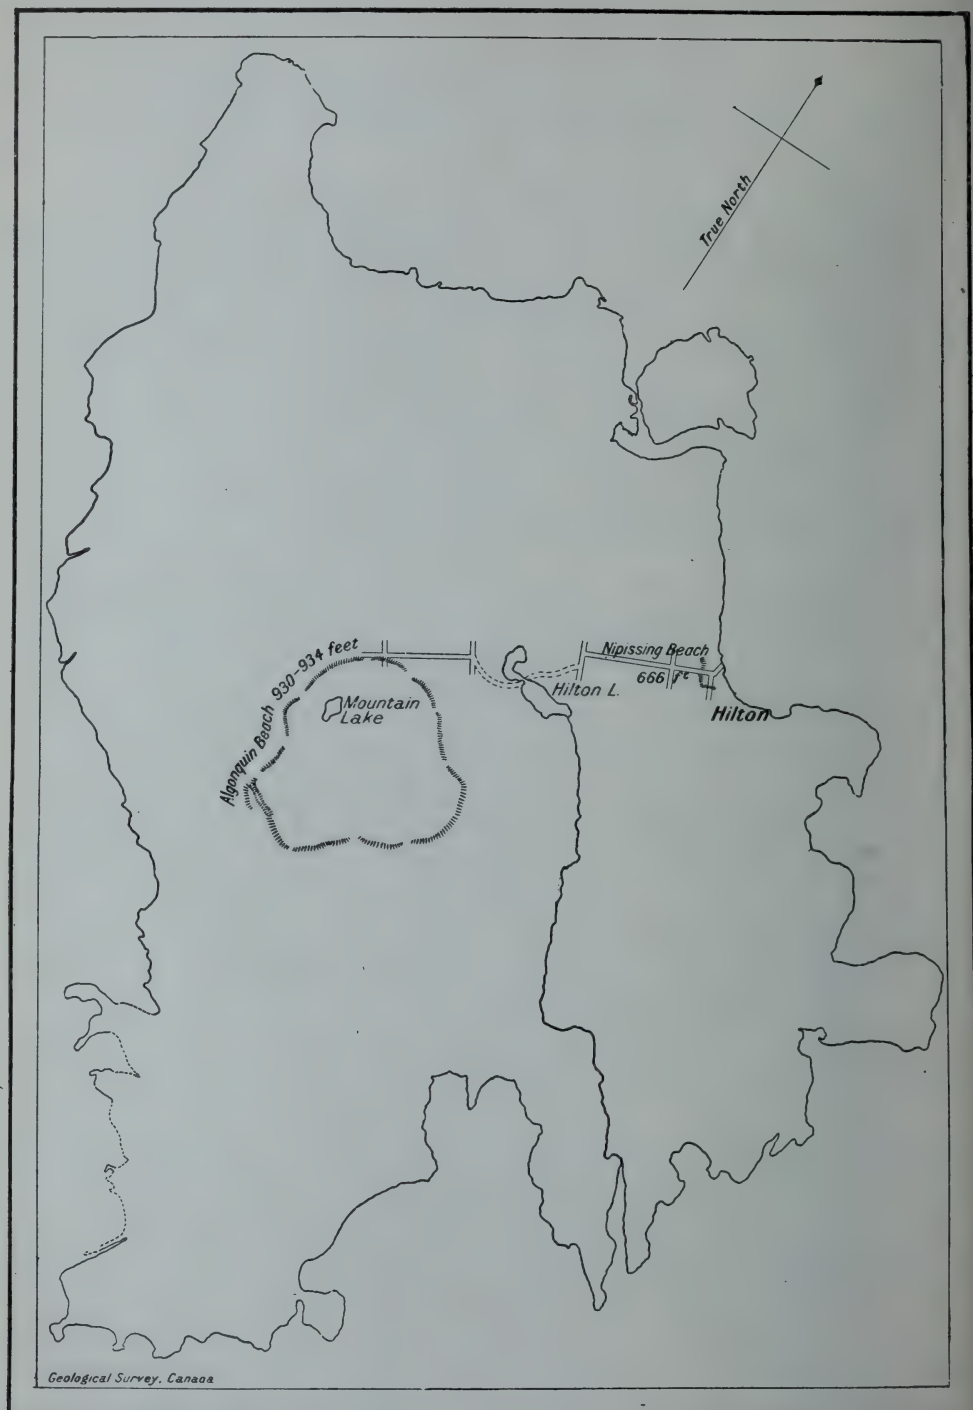 True North
Algonquin Beach 930-934 feet
Mountain
Lake
Nipissing Beach
666 ft
Hilton L.
Hilton
Geological Survey, Canada